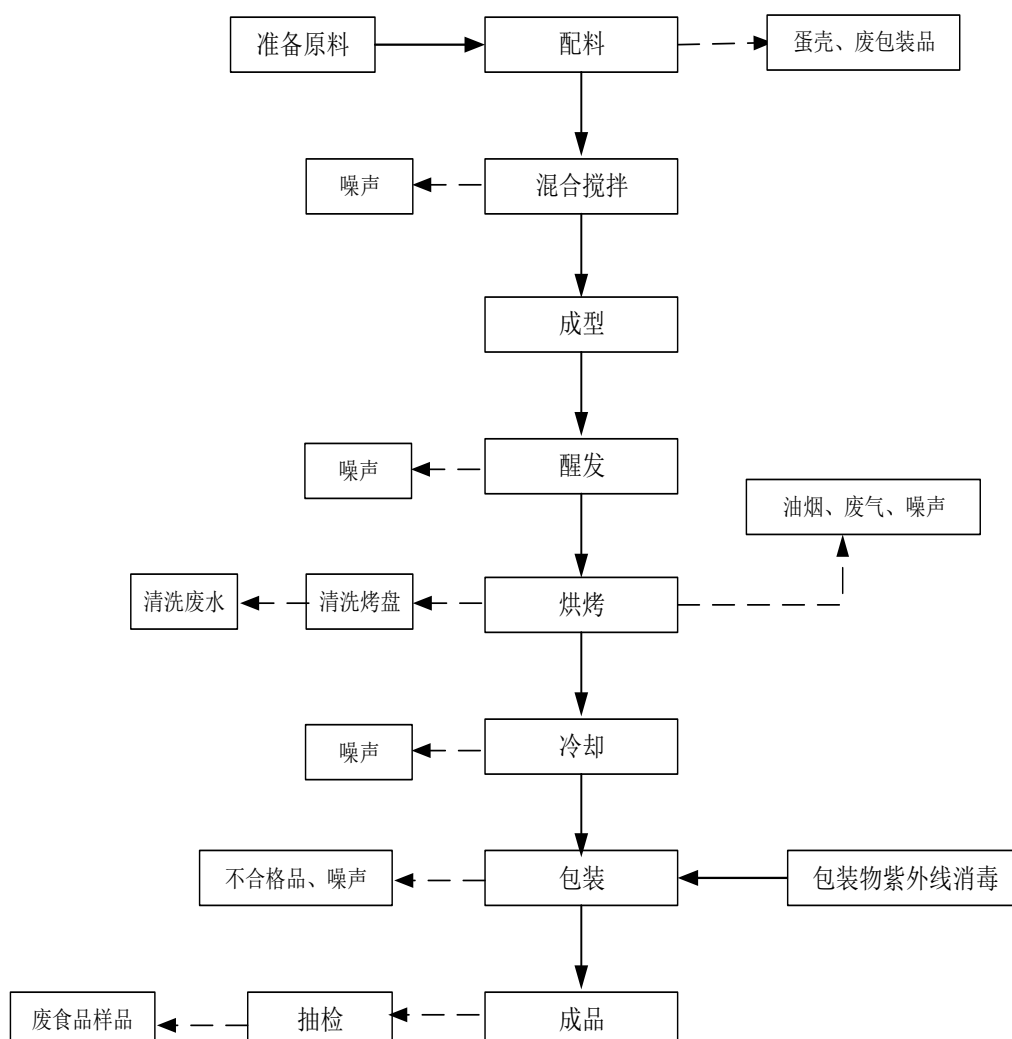 准备原料
配料
蛋壳、废包装品
噪声
混合搅拌
成型
噪声
醒发
油烟、废气、噪声
清洗废水
清洗烤盘
烘烤
噪声
冷却
不合格品、噪声
包装
包装物紫外线消毒
废食品样品
抽检
成品